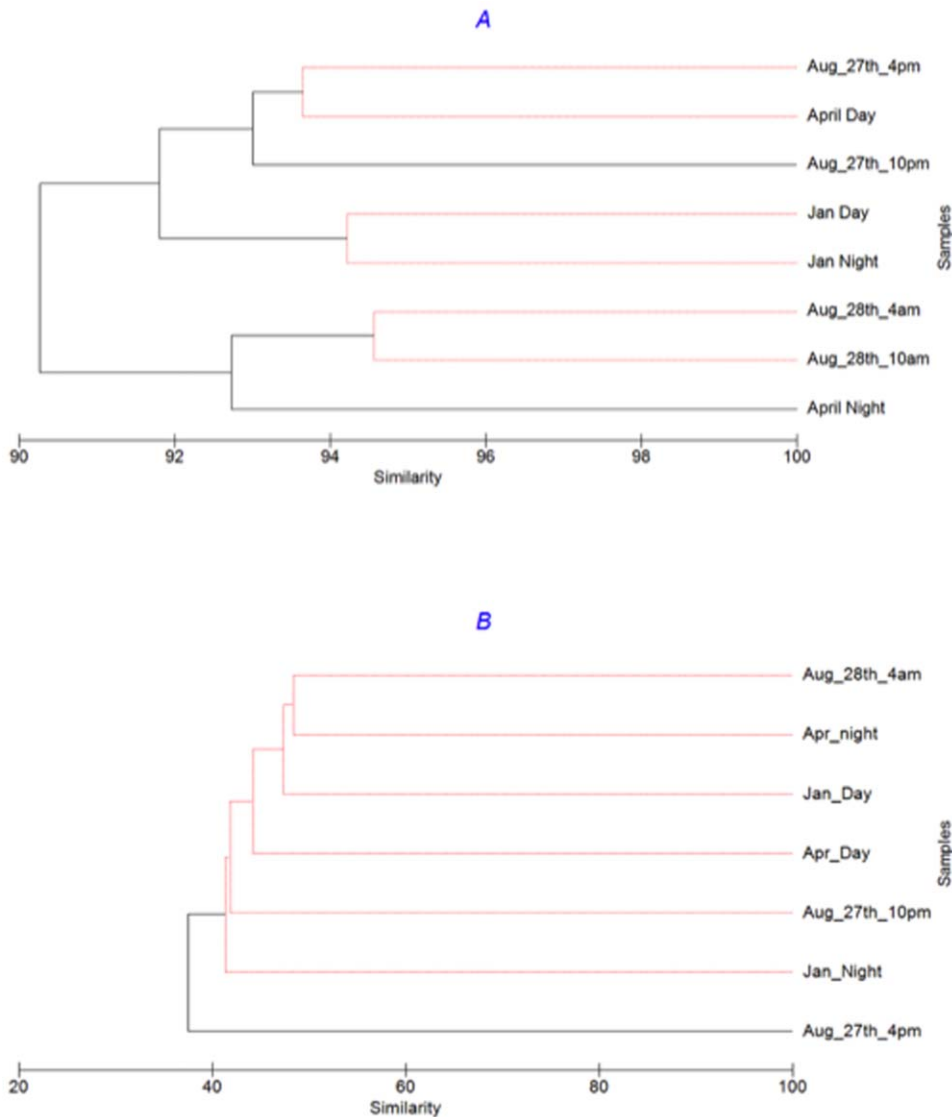 A
Aug_27th_4pm
April Day
Aug_27th_10pm
Jan Day
Jan Night
Aug_28th_4am
Aug_28th_10am
April Night
Samples
90 92 94 96 98 100
Similarity
B
Aug_28th_4am
Apr_night
Jan_Day
Apr_Day
Aug_27th_10pm
Jan_Night
Aug_27th_4pm
Samples
20 40 60 80 100
Similarity